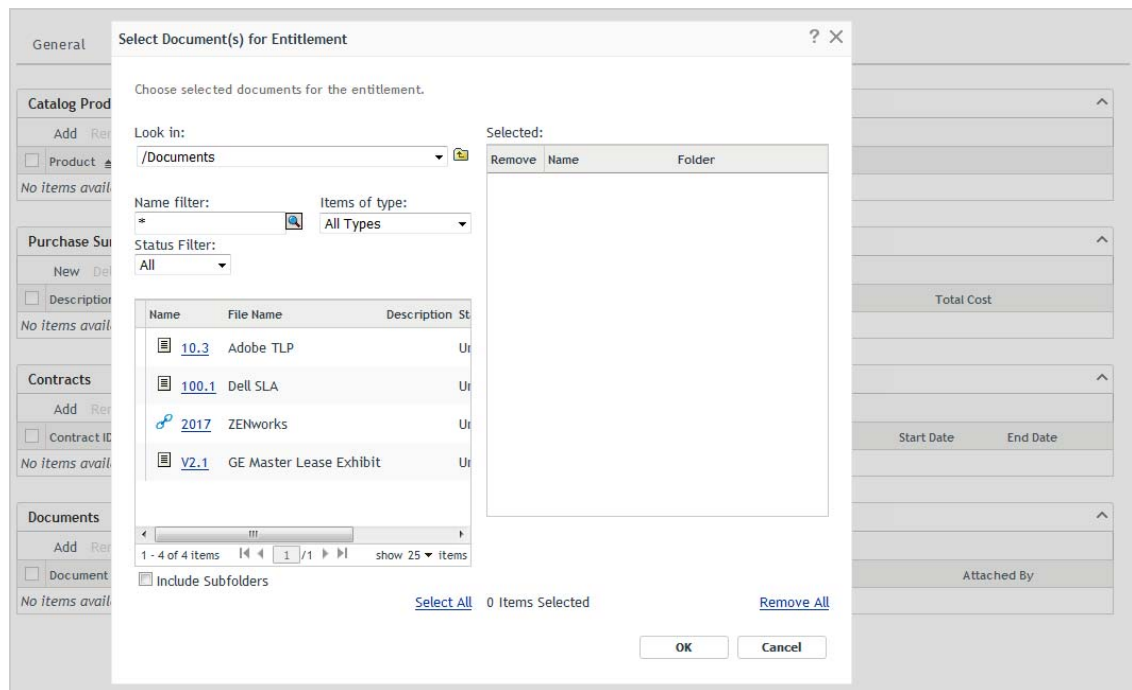 General
Select Document(s) for Entitlement ?
Choose selected documents for the entitlement.
Catalog Prod
Add
Look in:
Selected:
/Documents
Product
Remove Name Folder
No items avail
Name filter: Items of type:
* All Types
Purchase Sum
Status Filter:
All
New Del
Description
Total Cost
No items avail
Name File Name Description St
10.3 Adobe TLP
100.1 Dell SLA
2017 ZENworks
V2.1 GE Master Lease Exhibit
Contracts
Add
Contract ID
Start Date End Date
No items avail
Documents
Add
1 - 4 of 4 items 1 /1 show 25 items
Document
Attached By
Include Subfolders
No items avail
Select All 0 Items Selected Remove All
OK Cancel